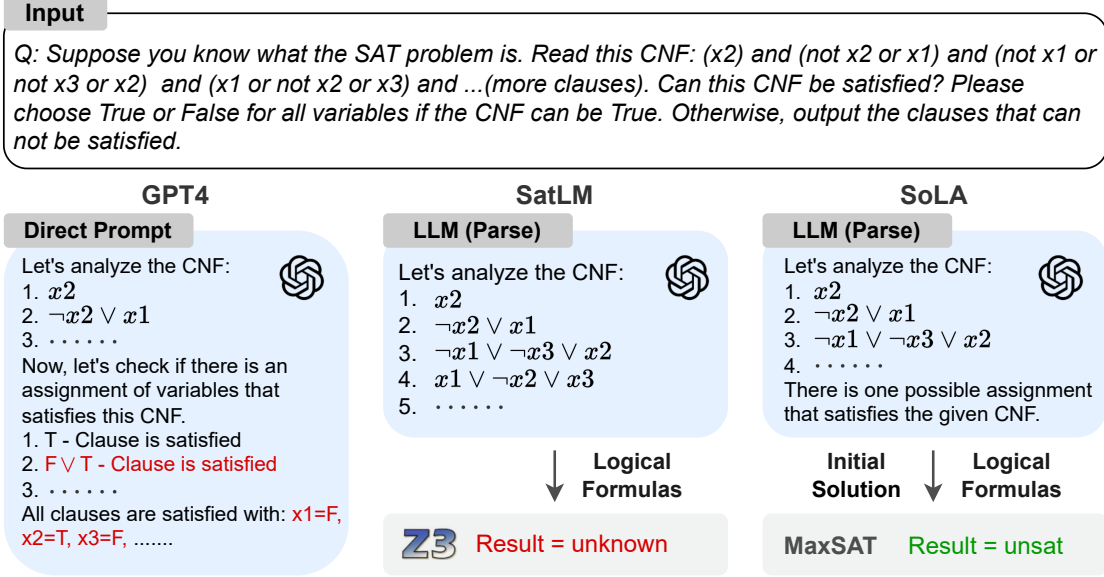 Input
Q: Suppose you know what the SAT problem is. Read this CNF: (x2) and (not x2 or x1) and (not x1 or
not x3 or x2) and (x1 or not x2 or x3) and ...(more clauses). Can this CNF be satisfied? Please
choose True or False for all variables if the CNF can be True. Otherwise, output the clauses that can
not be satisfied.
GPT4
Direct Prompt
Let's analyze the CNF:
1. x2
2. ¬x2 ∨ x1
3. ······
Now, let's check if there is an
assignment of variables that
satisfies this CNF.
1. T - Clause is satisfied
2. F ∨ T - Clause is satisfied
3. ······
All clauses are satisfied with: x1=F,
x2=T, x3=F, .......
SatLM
LLM (Parse)
Let's analyze the CNF:
1. x2
2. ¬x2 ∨ x1
3. ¬x1 ∨ ¬x3 ∨ x2
4. x1 ∨ ¬x2 ∨ x3
5. ······
Logical
Formulas
Z3 Result = unknown
SoLA
LLM (Parse)
Let's analyze the CNF:
1. x2
2. ¬x2 ∨ x1
3. ¬x1 ∨ ¬x3 ∨ x2
4. ······
There is one possible assignment
that satisfies the given CNF.
Initial
Solution
Logical
Formulas
MaxSAT Result = unsat